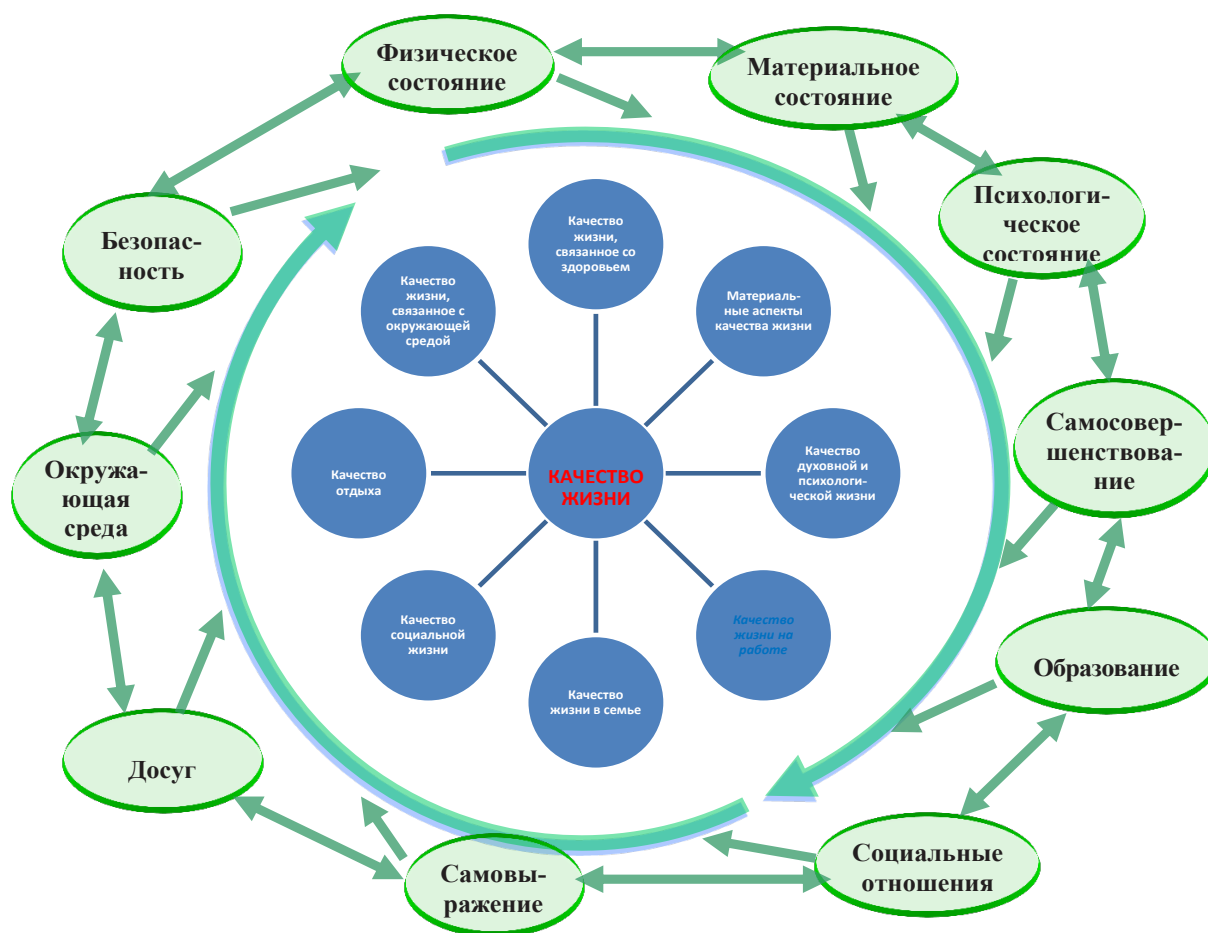 Физическое
состояние
Материальное
состояние
Психологи-
ческое
состояние
Безопас-
ность
Качество
жизни,
связанное со
здоровьем
Качество
жизни,
связанное с
окружающей
средой
Материаль-
ные аспекты
качества жизни
Самосовер-
шенствова-
ние
Окружа-
ющая
среда
Качество
отдыха
КАЧЕСТВО
ЖИЗНИ
Качество
духовной и
психологи-
ческой жизни
Качество
социальной
жизни
Качество
жизни на
работе
Образование
Качество
жизни в семье
Досуг
Самовы-
ражение
Социальные
отношения